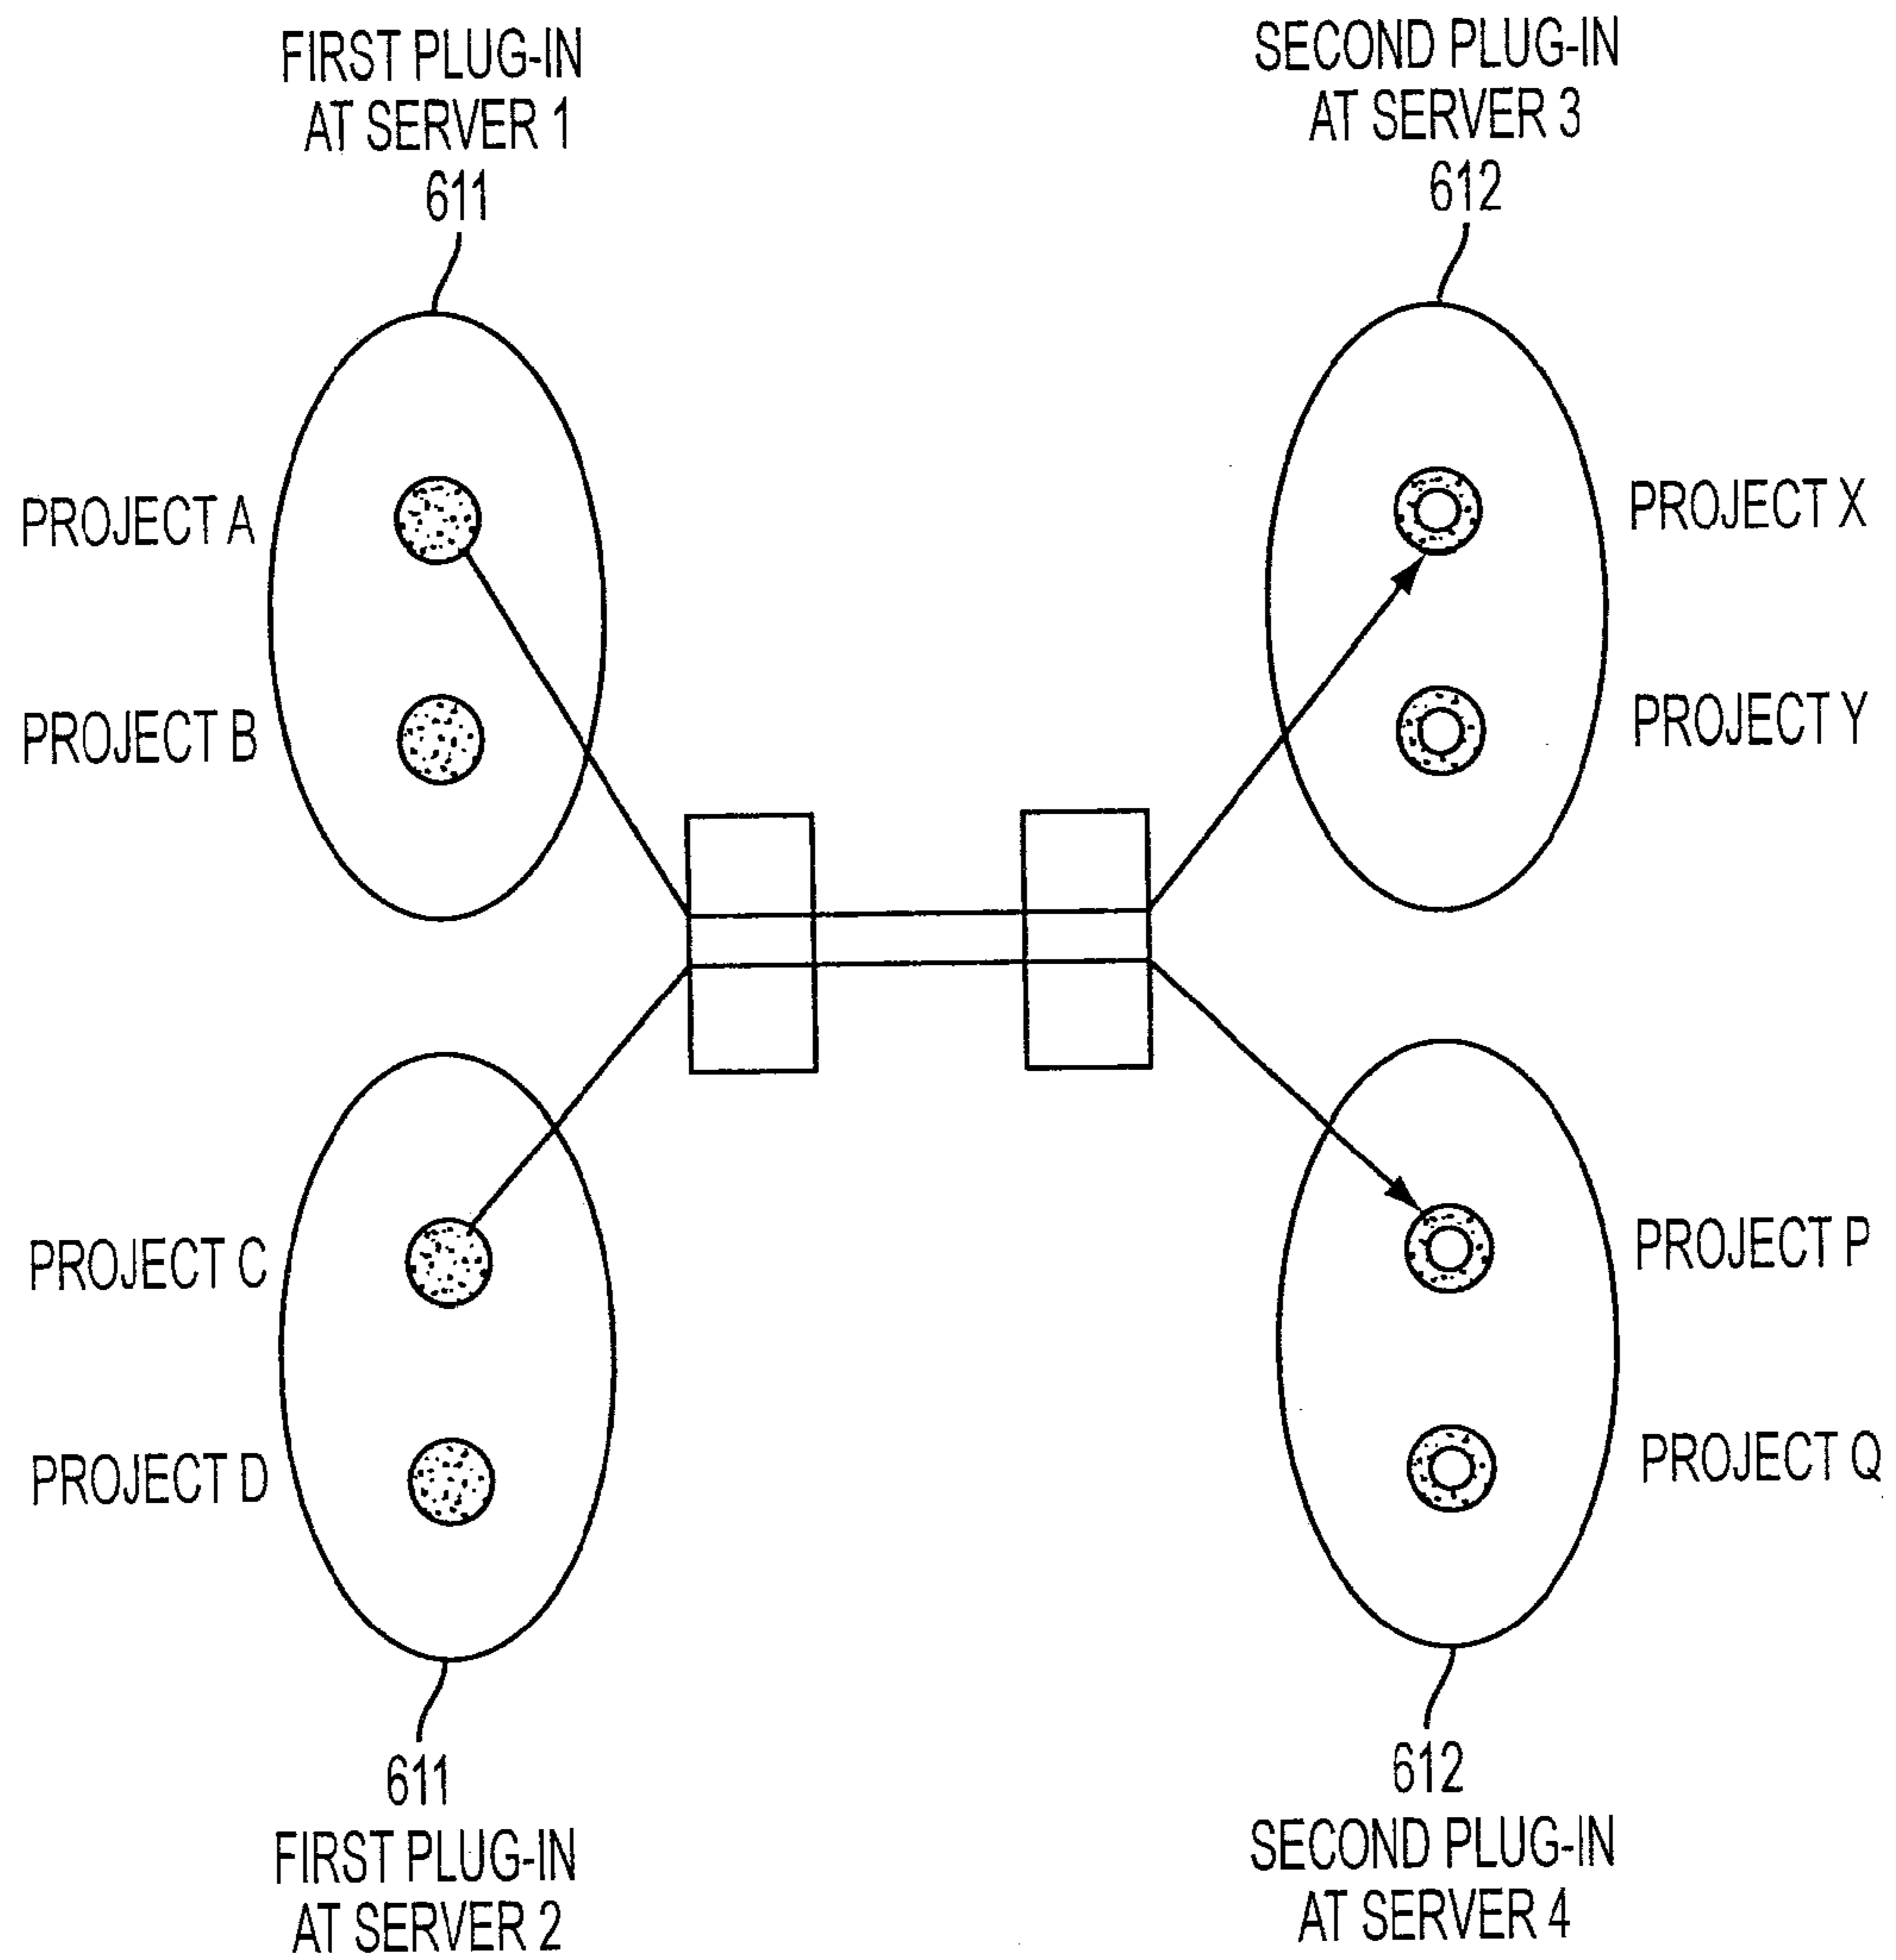 FIRST PLUG-IN
AT SERVER 1
611
SECOND PLUG-IN
AT SERVER 3
612
PROJECT A
PROJECT X
PROJECT B
PROJECT Y
PROJECT C
PROJECT P
PROJECT D
PROJECT Q
611
FIRST PLUG-IN
AT SERVER 2
612
SECOND PLUG-IN
AT SERVER 4